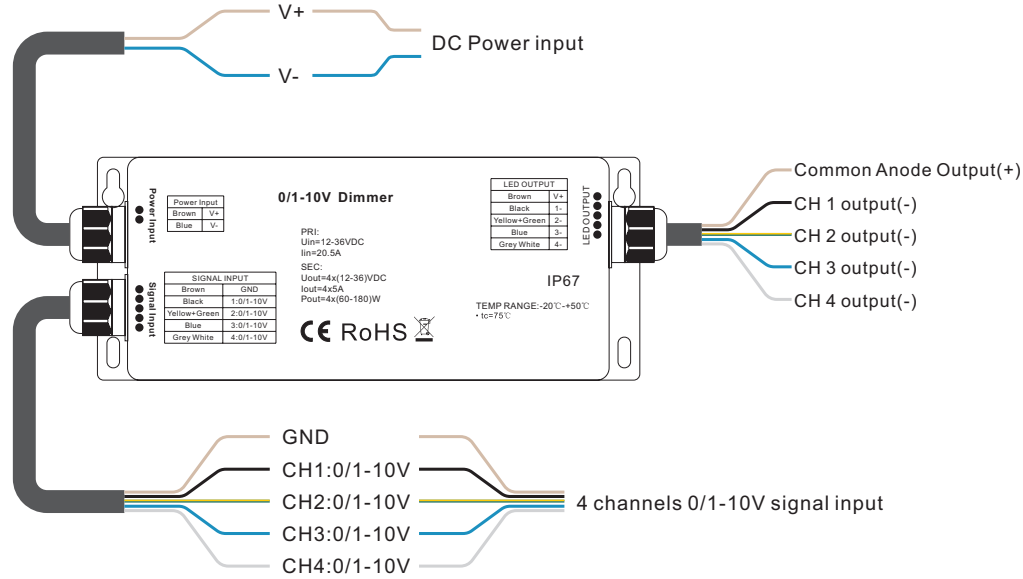 V+
DC Power input
V-
Power Input
Power Input
Brown V+
Blue V-
0/1-10V Dimmer
PRI:
Uin=12-36VDC
Iin=20.5A
SEC:
Uout=4x(12-36)VDC
Iout=4x5A
Pout=4x(60-180)W
CE RoHS
LED OUTPUT
Brown V+
Black 1-
Yellow+Green 2-
Blue 3-
Grey White 4-
LED OUTPUT
IP67
TEMP RANGE:-20℃-+50℃
• tc=75℃
Signal Input
SIGNAL INPUT
Brown GND
Black 1:0/1-10V
Yellow+Green 2:0/1-10V
Blue 3:0/1-10V
Grey White 4:0/1-10V
Common Anode Output(+)
CH 1 output(-)
CH 2 output(-)
CH 3 output(-)
CH 4 output(-)
GND
CH1:0/1-10V
CH2:0/1-10V
CH3:0/1-10V
CH4:0/1-10V
4 channels 0/1-10V signal input